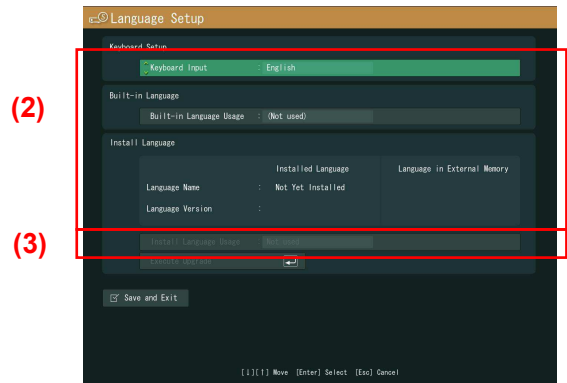 Language Setup
Keyboard Setup
Keyboard Input : English
(2)
Built-in Language
Built-in Language Usage : (Not used)
Install Language
Installed Language Language in External Memory
Language Name : Not Yet Installed
Language Version :
(3)
Install Language Usage Not used
Execute Upgrade
Save and Exit
[↓][↑] Move [Enter] Select [Esc] Cancel